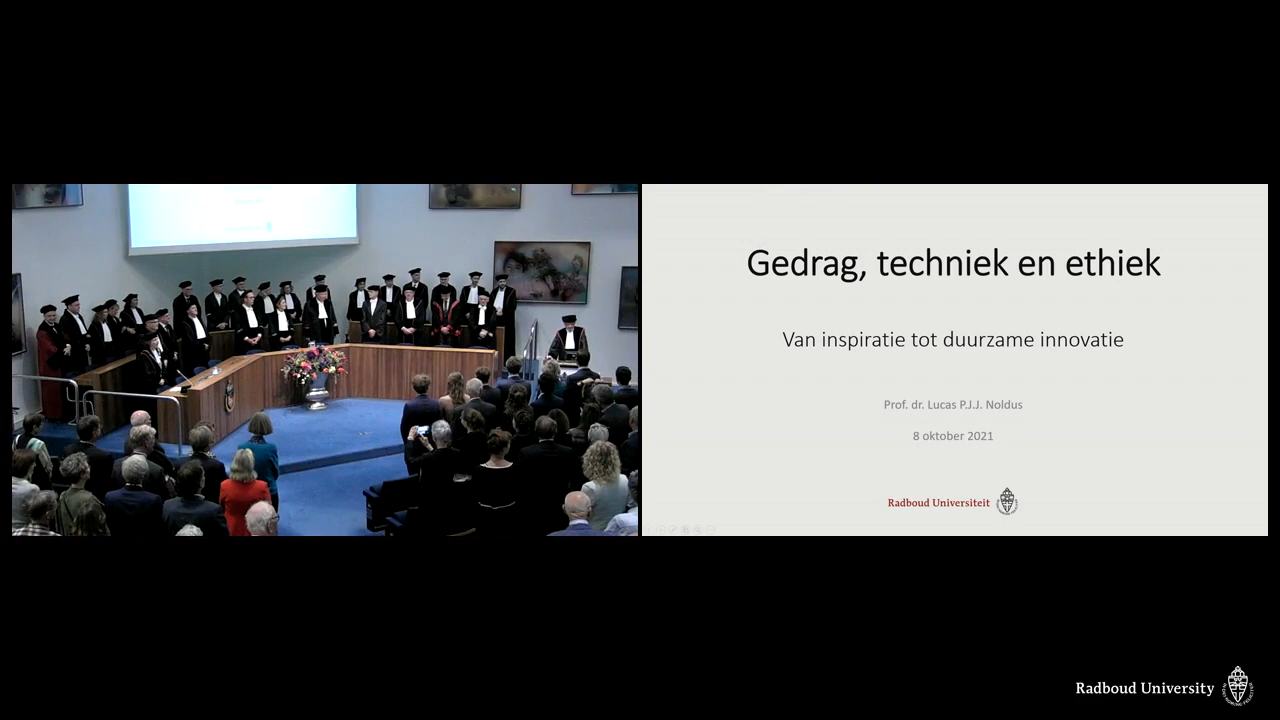 Gedrag, techniek en ethiek
Van inspiratie tot duurzame innovatie
Prof. dr. Lucas P.J.J. Noldus
8 oktober 2021
Radboud Universiteit
Radboud University